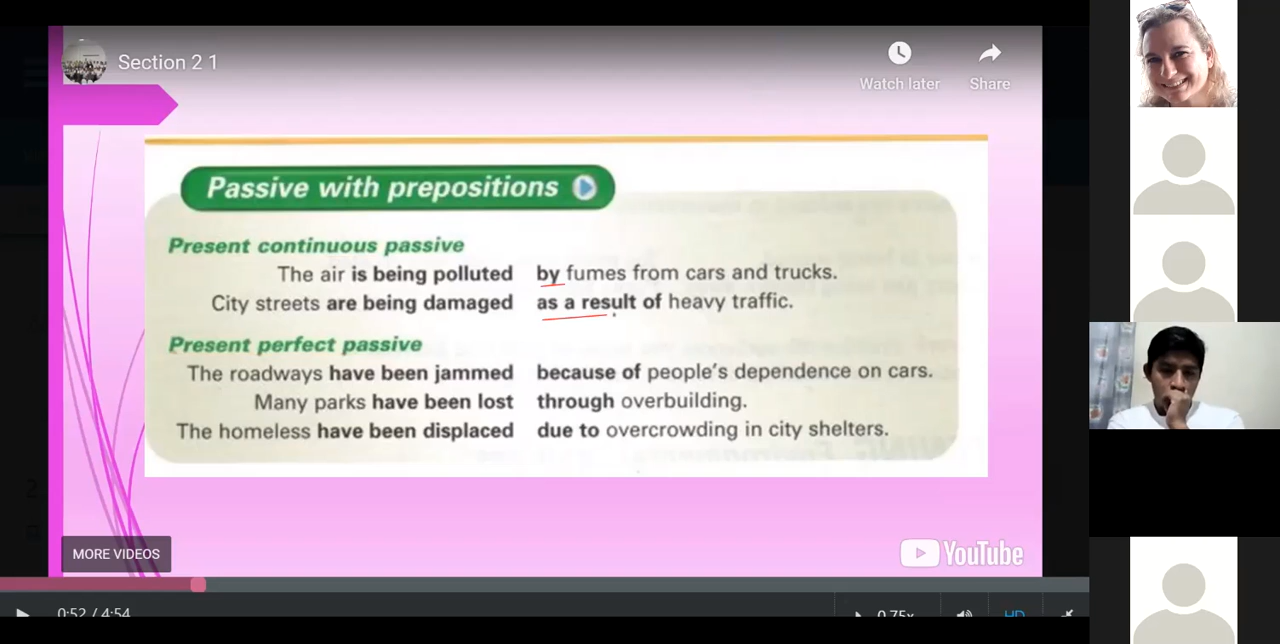 Section 2 1
Watch later
Share
Passive with prepositions
Present continuous passive
The air is being polluted by fumes from cars and trucks.
City streets are being damaged as a result of heavy traffic.
Present perfect passive
The roadways have been jammed because of people's dependence on cars.
Many parks have been lost through overbuilding.
The homeless have been displaced due to overcrowding in city shelters.
MORE VIDEOS
YouTube
0:52 / 4:54
0.75x
HD